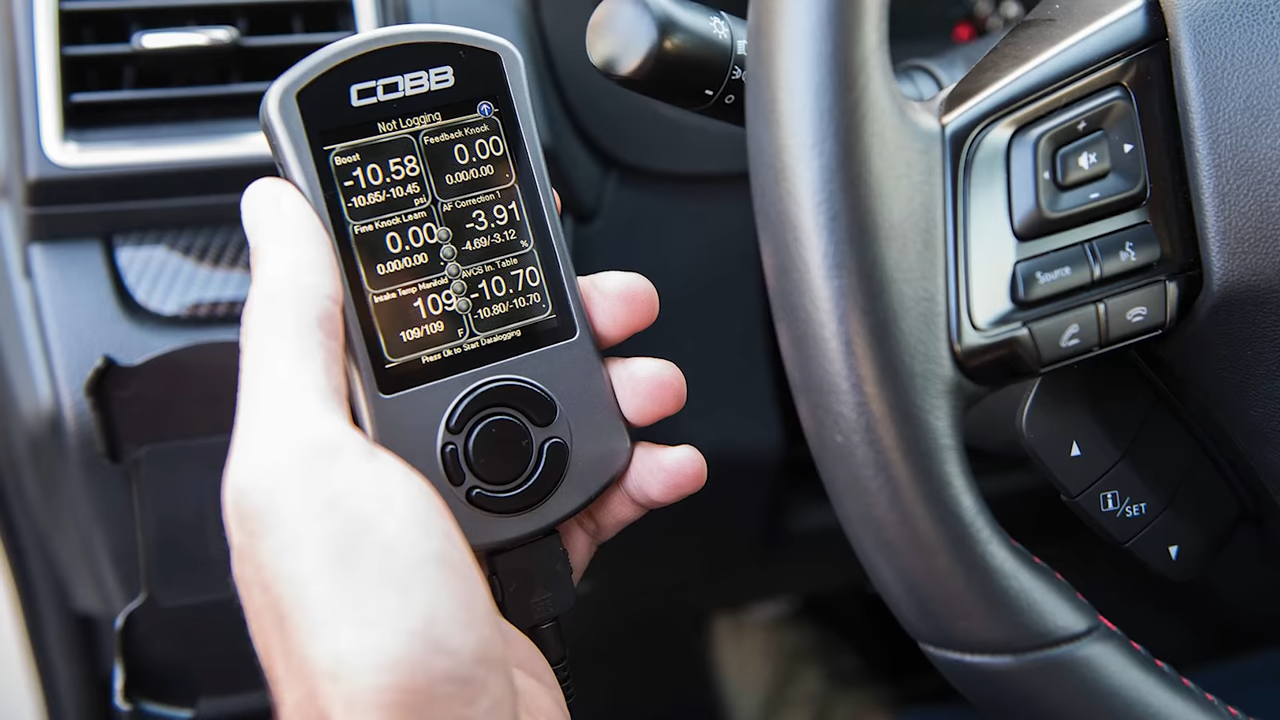 COBB
Not Logging
Boost
-10.58
-10.65/-10.45
psi
Feedback Knock
0.00
0.00/0.00
Fine Knock Learn
0.00
0.00/0.00
AF Correction 1
-3.91
-4.69/-3.12
%
Intake Temp Manifold
109
109/109
F
AVCS In. Table
-10.70
-10.80/-10.70
Press Ok to Start Datalogging
+
-
Source
i/SET